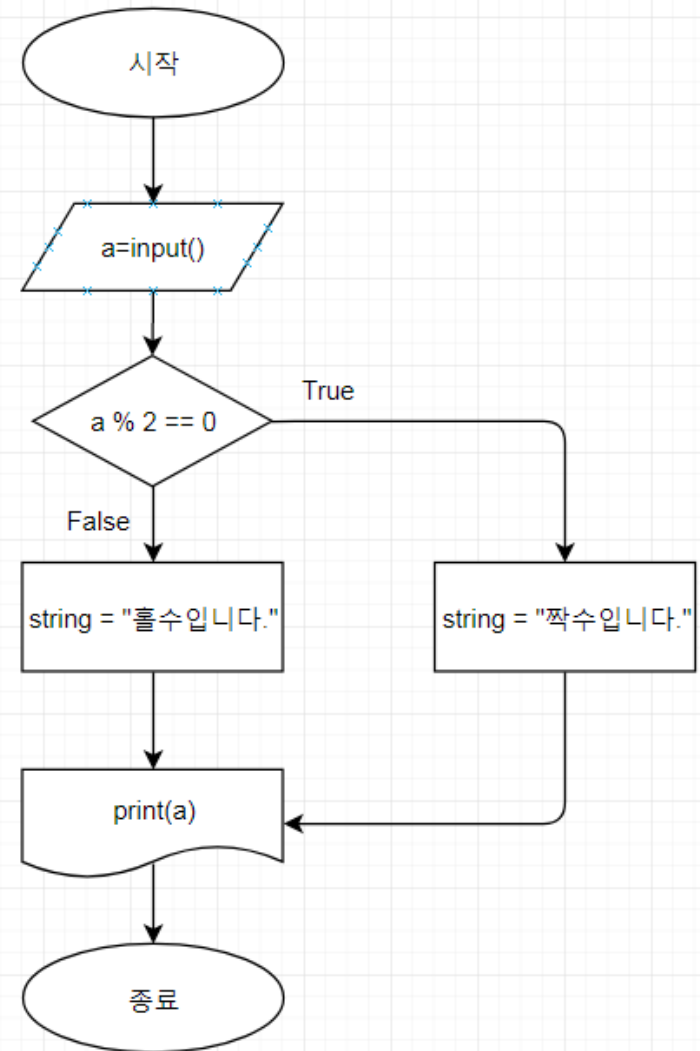 시작
a=input()
a % 2 == 0
True
False
string = "홀수입니다."
string = "짝수입니다."
print(a)
종료